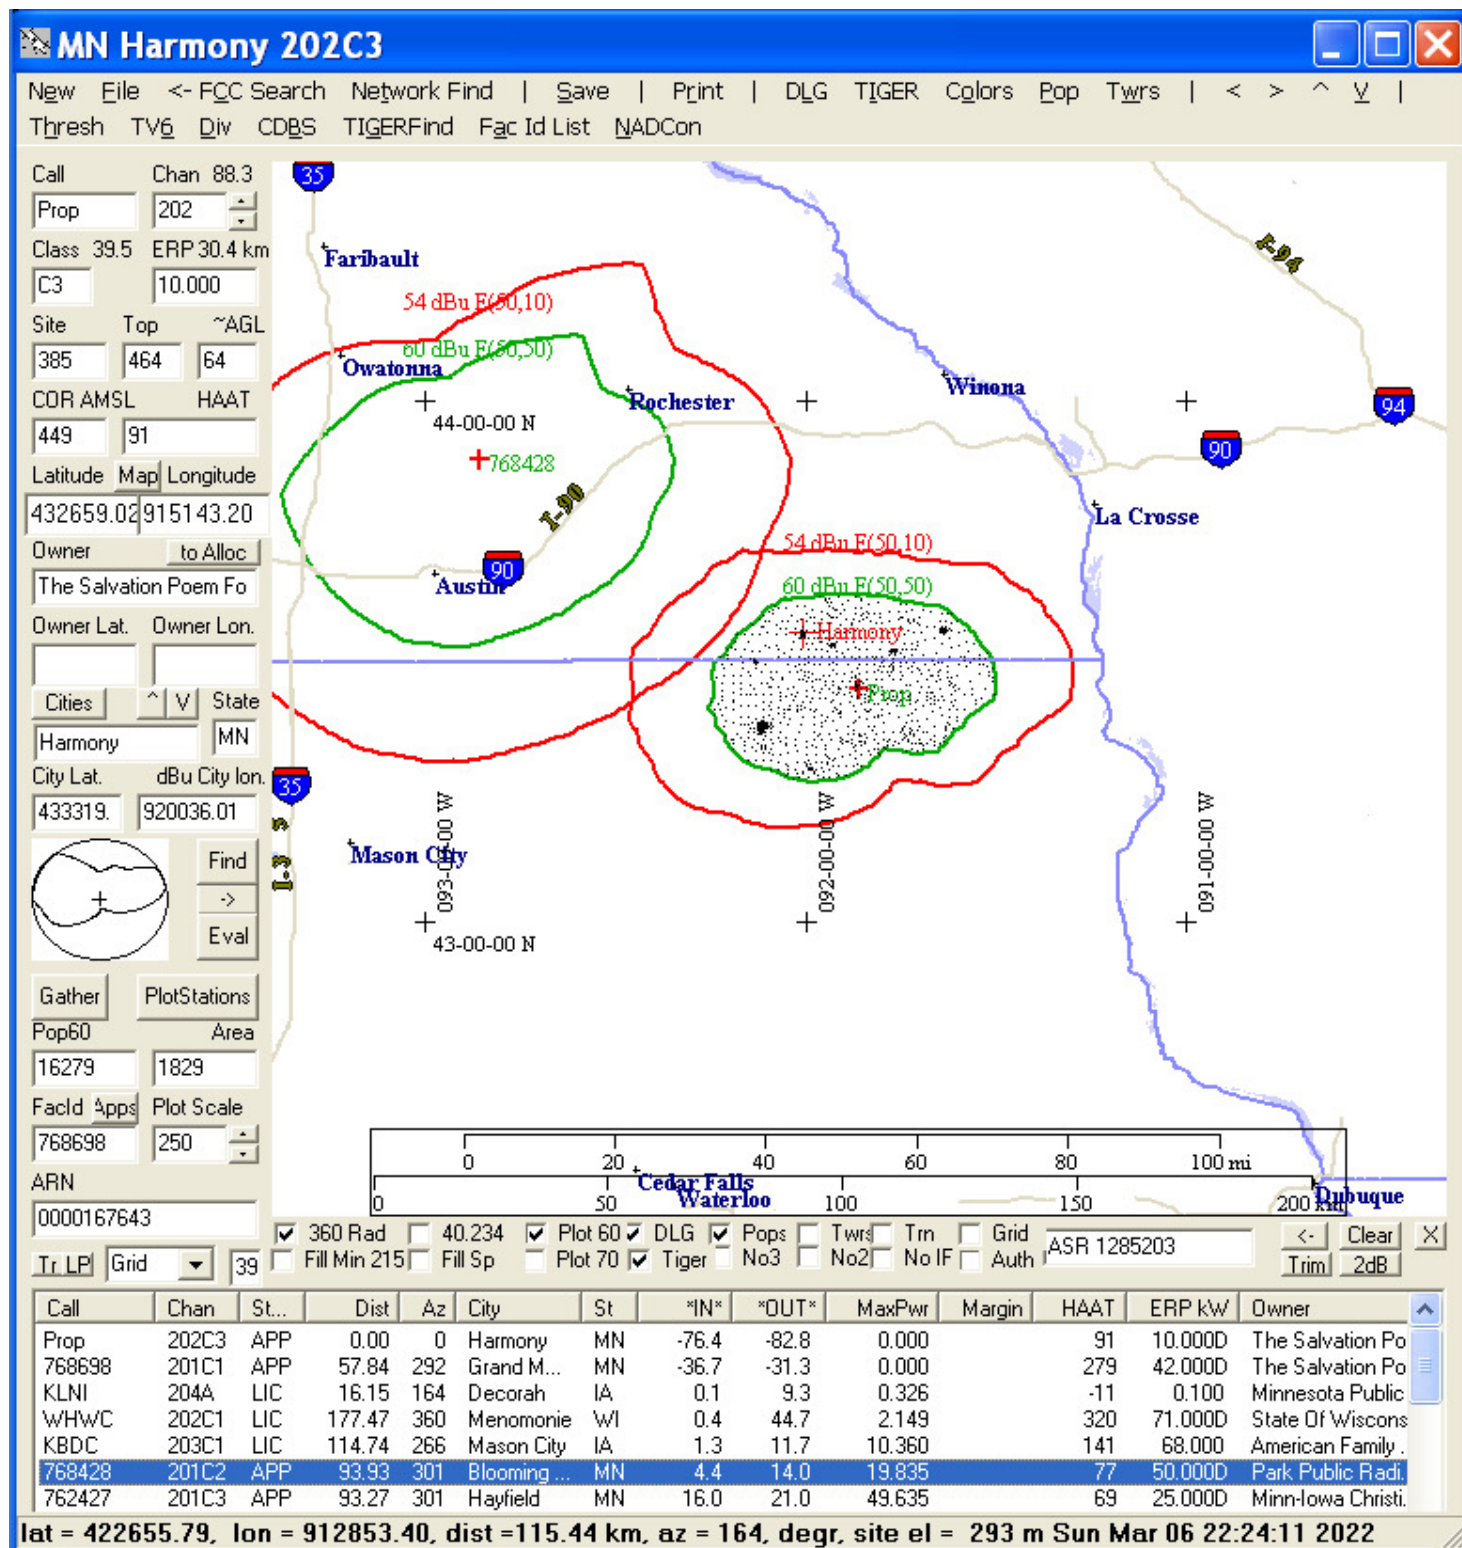 MN Harmony 202C3
New File <- FCC Search Network Find | Save | Print | DLG TIGER Colors Pop Twrs | < > ^ V |
Thresh TV6 Div CDBS TIGERFind Fac Id List NADCon
Call Chan 88.3
Prop 202
Class 39.5 ERP 30.4 km
C3 10.000
Site Top ~AGL
385 464 64
COR AMSL HAAT
449 91
Latitude Map Longitude
432659.02 915143.20
Owner to Alloc
The Salvation Poem Fo
Owner Lat. Owner Lon.
Cities ^ V State
Harmony MN
City Lat. dBu City lon.
433319. 920036.01
Find
->
Eval
Gather PlotStations
Pop60 Area
16279 1829
FacId Apps Plot Scale
768698 250
ARN
0000167643
Tr LP Grid 39
35
I-94
Faribault
54 dBu F(50,10)
60 dBu F(50,50)
Owatonna
Rochester
Winona
94
44-00-00 N
90
768428
I-90
La Crosse
90
Austin
54 dBu F(50,10)
60 dBu F(50,50)
Harmony
Prop
35
Mason City
093-00-00 W
092-00-00 W
091-00-00 W
43-00-00 N
0 20 40 60 80 100 mi
Cedar Falls
Waterloo
Dubuque
0 50 100 150 200 km
360 Rad 40.234 Plot 60 DLG Pops Twrs Trn Grid ASR 1285203 <- Clear X
Fill Min 215 Fill Sp Plot 70 Tiger No3 No2 No IF Auth Trim 2dB
Call Chan St... Dist Az City St *IN* *OUT* MaxPwr Margin HAAT ERP kW Owner
Prop 202C3 APP 0.00 0 Harmony MN -76.4 -82.8 0.000 91 10.000D The Salvation Po
768698 201C1 APP 57.84 292 Grand M... MN -36.7 -31.3 0.000 279 42.000D The Salvation Po
KLNI 204A LIC 16.15 164 Decorah IA 0.1 9.3 0.326 -11 0.100 Minnesota Public
WHWC 202C1 LIC 177.47 360 Menomonie WI 0.4 44.7 2.149 320 71.000D State Of Wiscons
KBDC 203C1 LIC 114.74 266 Mason City IA 1.3 11.7 10.360 141 68.000 American Family .
768428 201C2 APP 93.93 301 Blooming ... MN 4.4 14.0 19.835 77 50.000D Park Public Radi.
762427 201C3 APP 93.27 301 Hayfield MN 16.0 21.0 49.635 69 25.000D Minn-Iowa Christi.
lat = 422655.79, lon = 912853.40, dist =115.44 km, az = 164, degr, site el = 293 m Sun Mar 06 22:24:11 2022